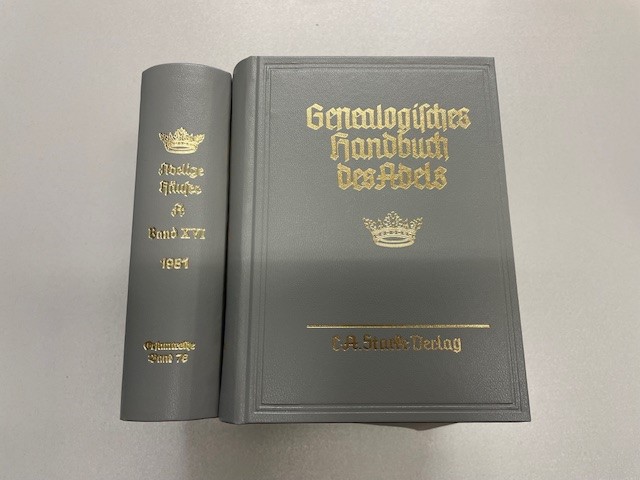 Adelige
Häuser
A
Band XVI
1981
Gesamtreihe
Band 76
Genealogisches
Handbuch
des Adels
C. A. Starke Verlag